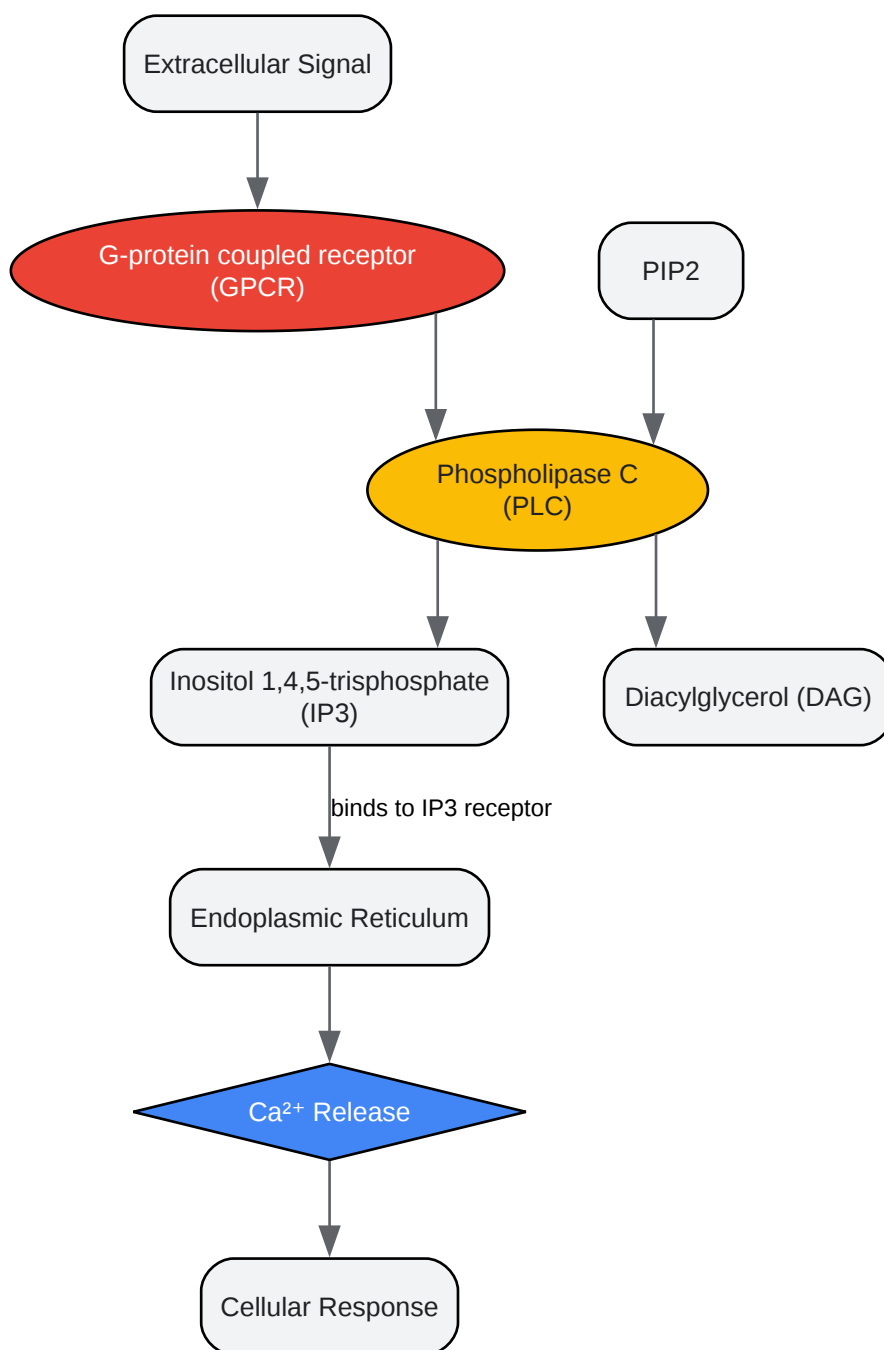 Extracellular Signal
G-protein coupled receptor
(GPCR)
PIP2
Phospholipase C
(PLC)
Inositol 1,4,5-trisphosphate
(IP3)
Diacylglycerol (DAG)
binds to IP3 receptor
Endoplasmic Reticulum
Ca²⁺ Release
Cellular Response